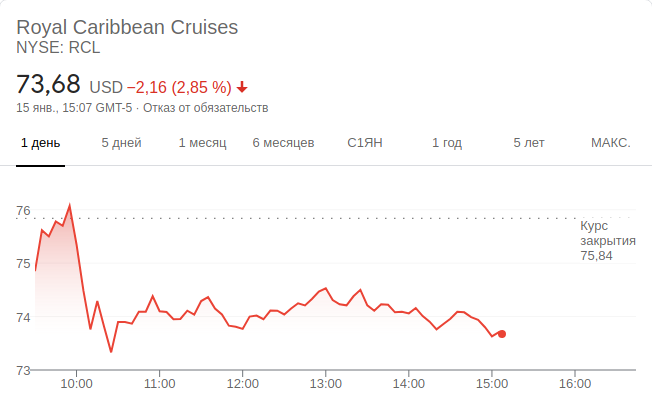 Royal Caribbean Cruises
NYSE: RCL
73,68 USD −2,16 (2,85 %)
15 янв., 15:07 GMT-5 · Отказ от обязательств
1 день 5 дней 1 месяц 6 месяцев С1ЯН 1 год 5 лет МАКС.
76
Курс
закрытия
75,84
75
74
73
10:00 11:00 12:00 13:00 14:00 15:00 16:00